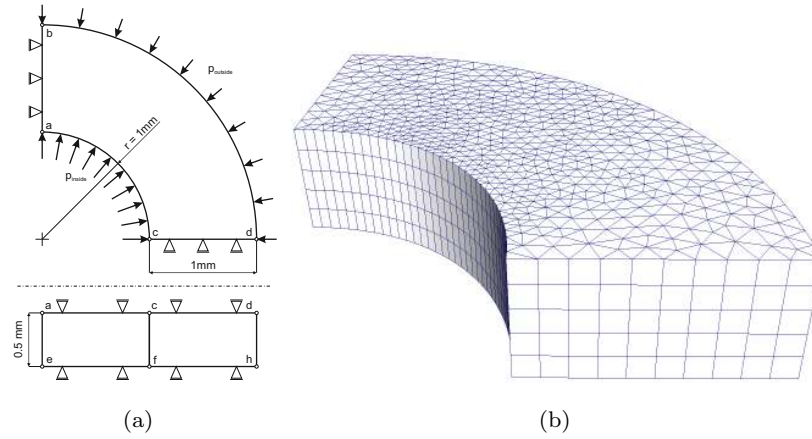 b
p_outside
a
r = 1mm
p_inside
c d
1mm
a c d
0.5 mm
e f h
(a) (b)